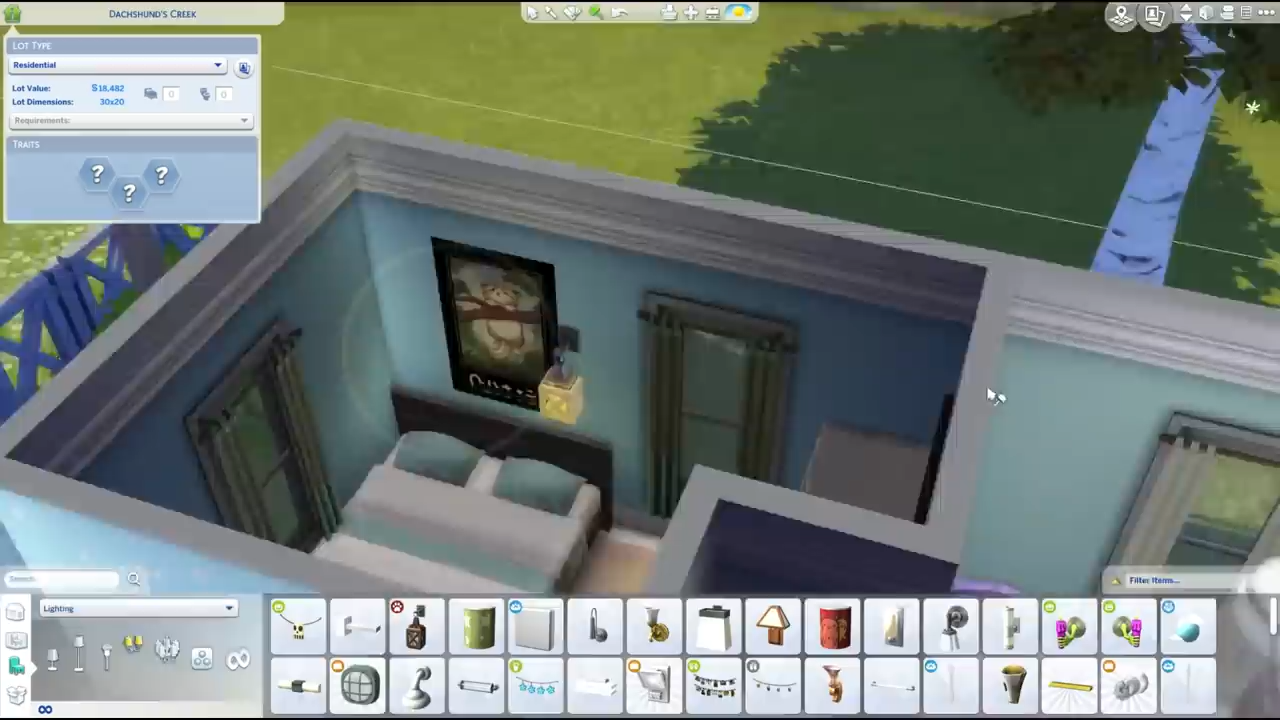 DACHSHUND'S CREEK
LOT TYPE
Residential
Lot Value: §18,482
0
0
Lot Dimensions: 30x20
Requirements:
TRAITS
?
?
?
Search
Filter Items...
Lighting